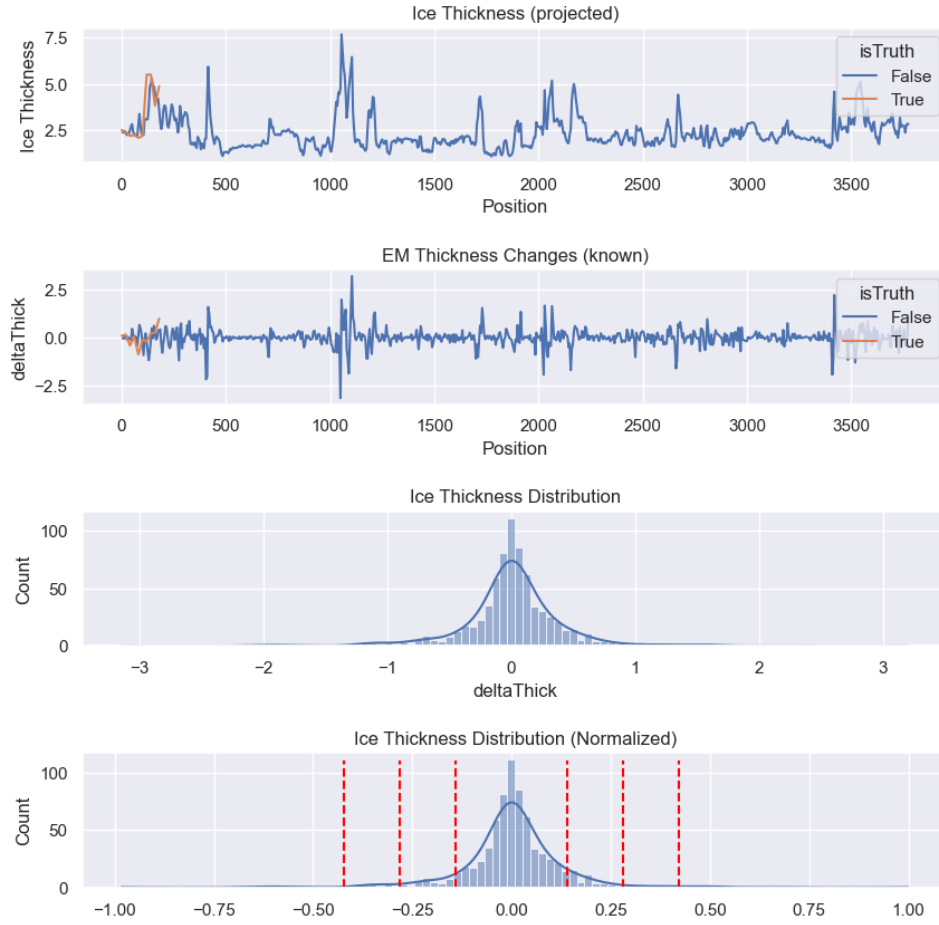 Ice Thickness (projected)
Ice Thickness
7.5
5.0
2.5
isTruth
False
True
0 500 1000 1500 2000 2500 3000 3500
Position
EM Thickness Changes (known)
deltaThick
2.5
0.0
−2.5
isTruth
False
True
0 500 1000 1500 2000 2500 3000 3500
Position
Ice Thickness Distribution
Count
100
50
0
−3 −2 −1 0 1 2 3
deltaThick
Ice Thickness Distribution (Normalized)
Count
100
50
0
−1.00 −0.75 −0.50 −0.25 0.00 0.25 0.50 0.75 1.00